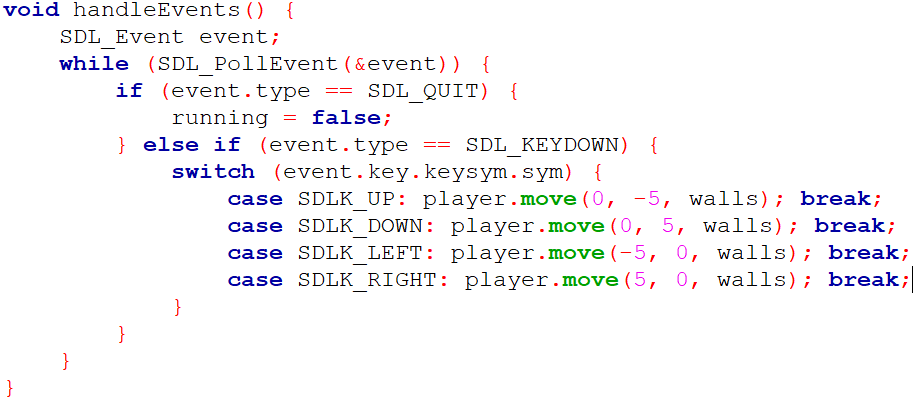 void handleEvents() {
    SDL_Event event;
    while (SDL_PollEvent(&event)) {
        if (event.type == SDL_QUIT) {
            running = false;
        } else if (event.type == SDL_KEYDOWN) {
            switch (event.key.keysym.sym) {
                case SDLK_UP: player.move(0, -5, walls); break;
                case SDLK_DOWN: player.move(0, 5, walls); break;
                case SDLK_LEFT: player.move(-5, 0, walls); break;
                case SDLK_RIGHT: player.move(5, 0, walls); break;
            }
        }
    }
}